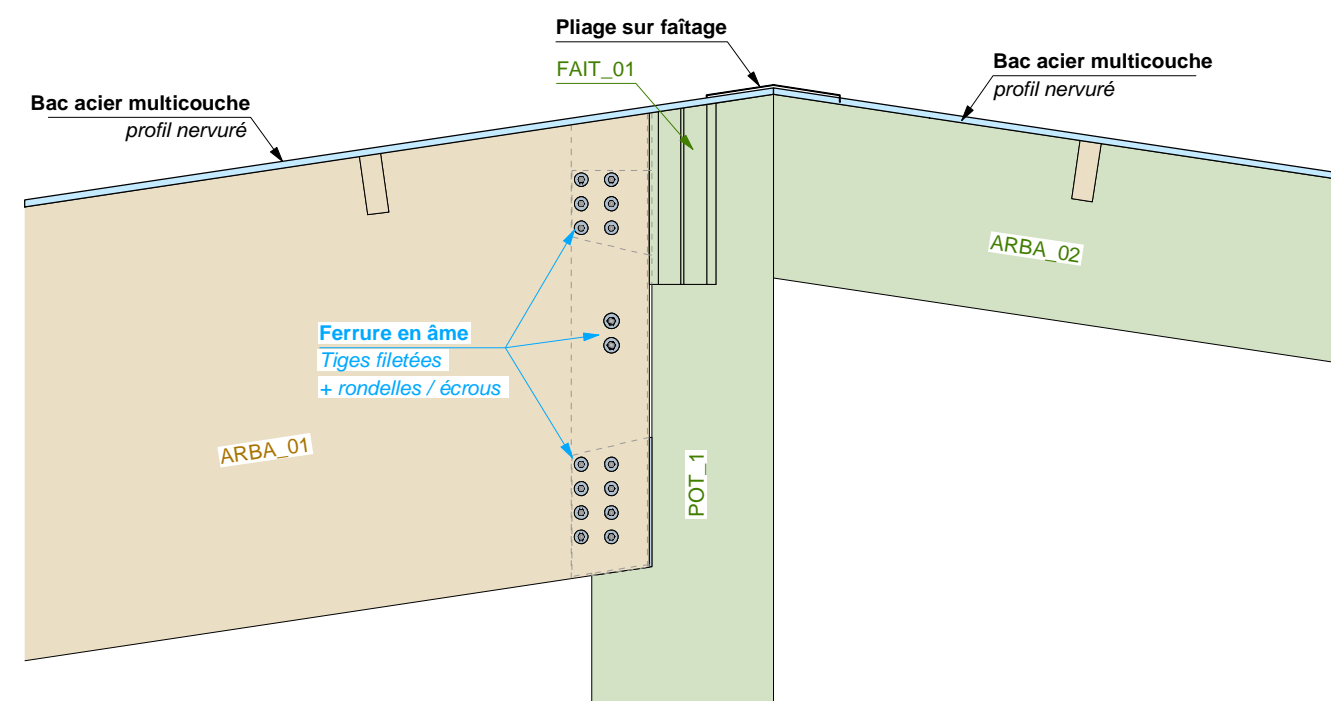 Pliage sur faîtage
FAIT_01
Bac acier multicouche
profil nervuré
Bac acier multicouche
profil nervuré
ARBA_02
Ferrure en âme
Tiges filetées
+ rondelles / écrous
ARBA_01
POT_1